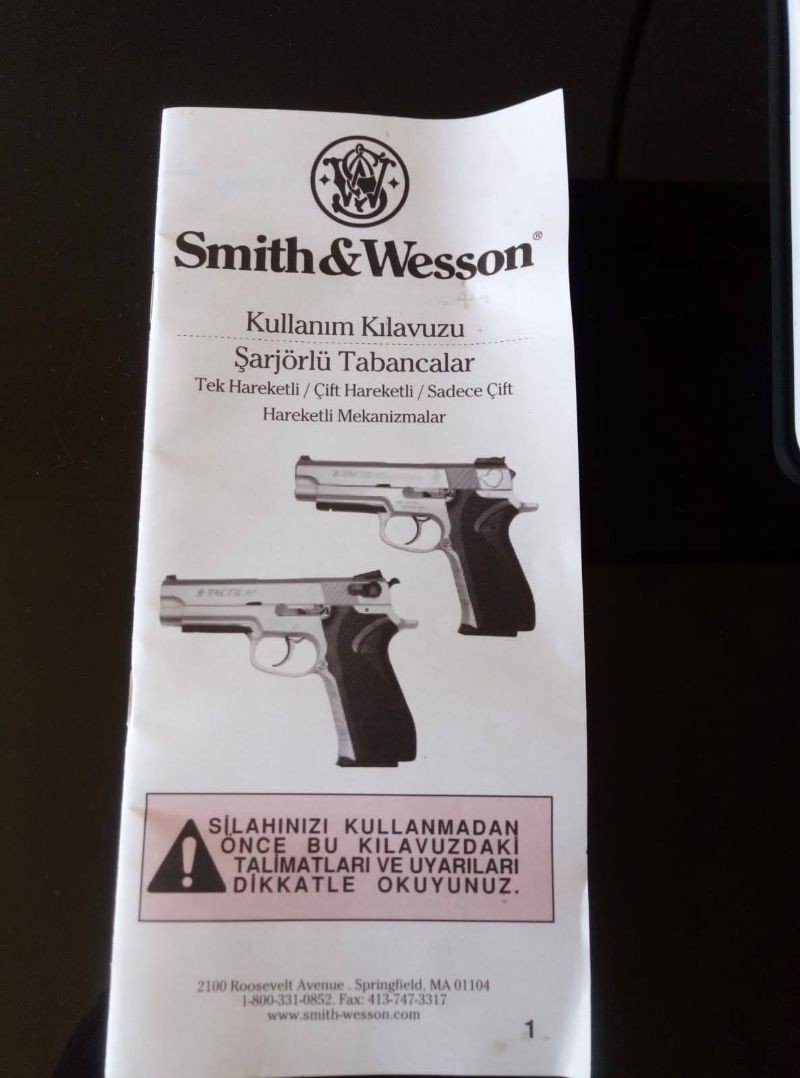 Smith & Wesson®
Kullanım Kılavuzu
Şarjörlü Tabancalar
Tek Hareketli / Çift Hareketli / Sadece Çift
Hareketli Mekanizmalar
9 TACTICAL
SİLAHINIZI KULLANMADAN
ÖNCE BU KILAVUZDAKİ
TALİMATLARI VE UYARILARI
DİKKATLE OKUYUNUZ.
2100 Roosevelt Avenue . Springfield, MA 01104
1-800-331-0852. Fax: 413-747-3317
www.smith-wesson.com
1